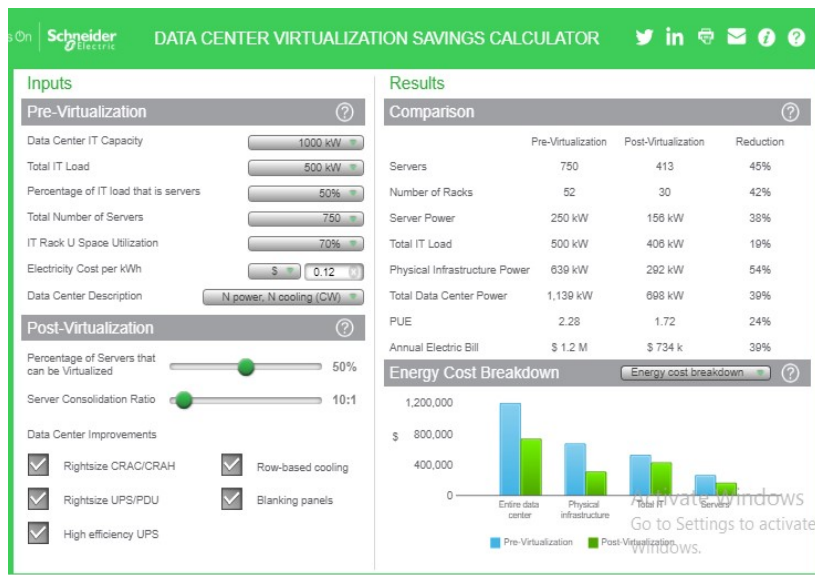 s On Schneider Electric DATA CENTER VIRTUALIZATION SAVINGS CALCULATOR
Inputs
Pre-Virtualization
Data Center IT Capacity 1000 kW
Total IT Load 500 kW
Percentage of IT load that is servers 50%
Total Number of Servers 750
IT Rack U Space Utilization 70%
Electricity Cost per kWh $ 0.12
Data Center Description N power, N cooling (CW)
Post-Virtualization
Percentage of Servers that
can be Virtualized 50%
Server Consolidation Ratio 10:1
Data Center Improvements
Rightsize CRAC/CRAH Row-based cooling
Rightsize UPS/PDU Blanking panels
High efficiency UPS
Results
Comparison
Pre-Virtualization Post-Virtualization Reduction
Servers 750 413 45%
Number of Racks 52 30 42%
Server Power 250 kW 156 kW 38%
Total IT Load 500 kW 406 kW 19%
Physical Infrastructure Power 639 kW 292 kW 54%
Total Data Center Power 1,139 kW 698 kW 39%
PUE 2.28 1.72 24%
Annual Electric Bill $ 1.2 M $ 734 k 39%
Energy Cost Breakdown Energy cost breakdown
1,200,000
$ 800,000
400,000
0
Entire data
center
Physical
infrastructure
Total IT
Servers
Pre-Virtualization Post-Virtualization
Activate Windows
Go to Settings to activate
Windows.